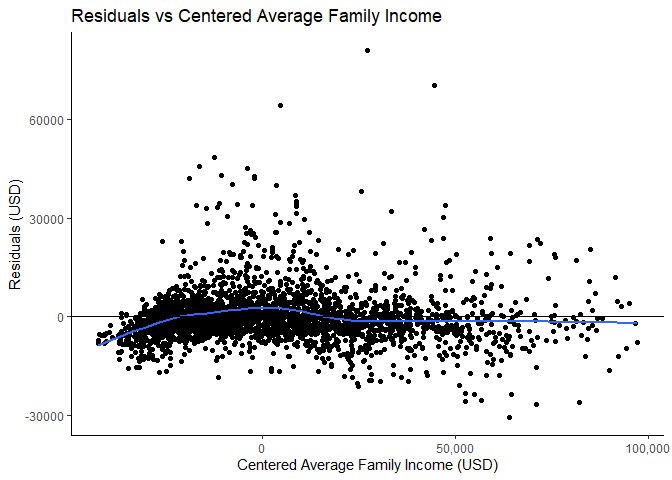 Residuals vs Centered Average Family Income
Residuals (USD)
60000
30000
0
-30000
0
50,000
100,000
Centered Average Family Income (USD)